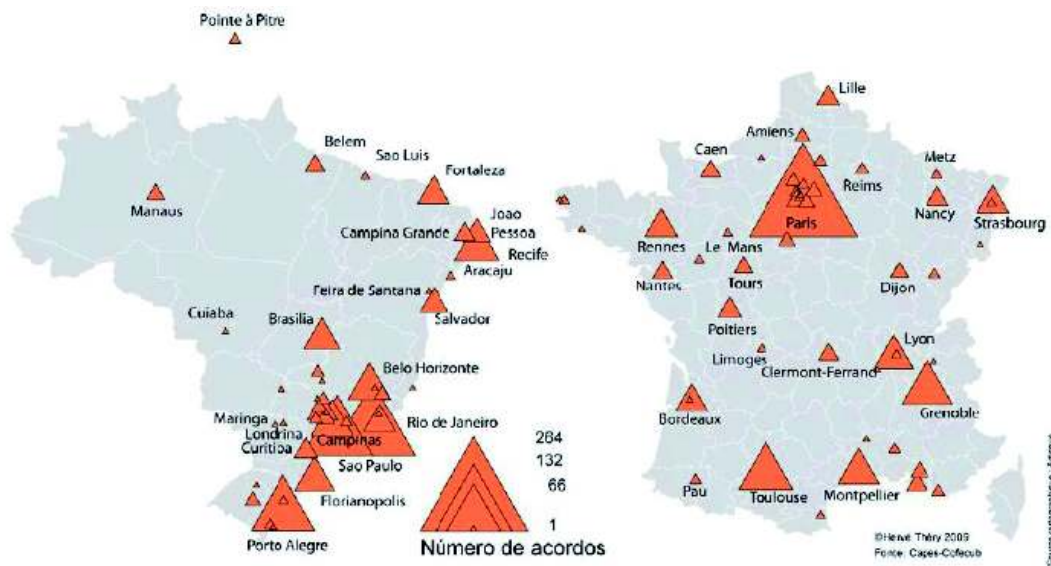 Pointe à Pitre
Belem
Sao Luis
Fortaleza
Manaus
Joao
Pessoa
Campina Grande
Recife
Aracaju
Feira de Santana
Salvador
Cuiaba
Brasilia
Belo Horizonte
Maringa
Rio de Janeiro
Londrina
Campinas
Curitiba
Sao Paulo
Florianopolis
Porto Alegre
264
132
66
1
Número de acordos
Lille
Amiens
Caen
Reims
Metz
Nancy
Strasbourg
Paris
Rennes
Le Mans
Nantes
Tours
Dijon
Poitiers
Limoges
Lyon
Clermont-Ferrand
Grenoble
Bordeaux
Pau
Toulouse
Montpellier
©Hervé Théry 2009
Fonte: Capes-Cofecub